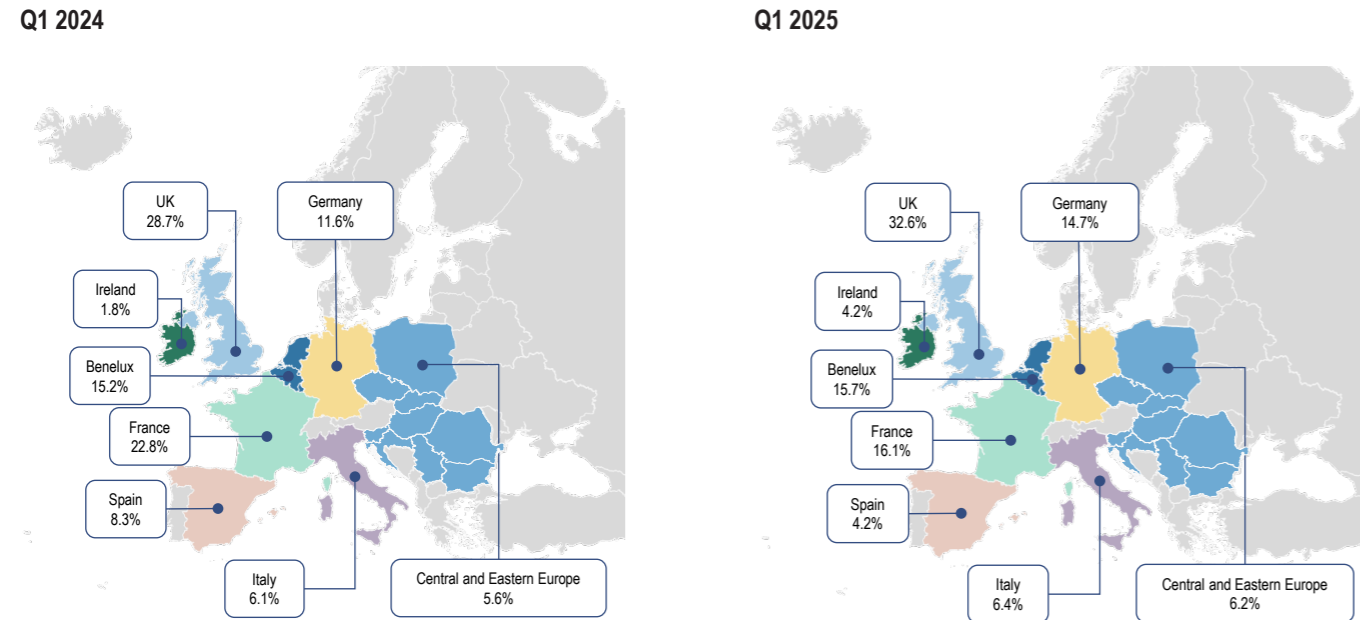 Q1 2024
UK
28.7%
Germany
11.6%
Ireland
1.8%
Benelux
15.2%
France
22.8%
Spain
8.3%
Italy
6.1%
Central and Eastern Europe
5.6%
Q1 2025
UK
32.6%
Germany
14.7%
Ireland
4.2%
Benelux
15.7%
France
16.1%
Spain
4.2%
Italy
6.4%
Central and Eastern Europe
6.2%